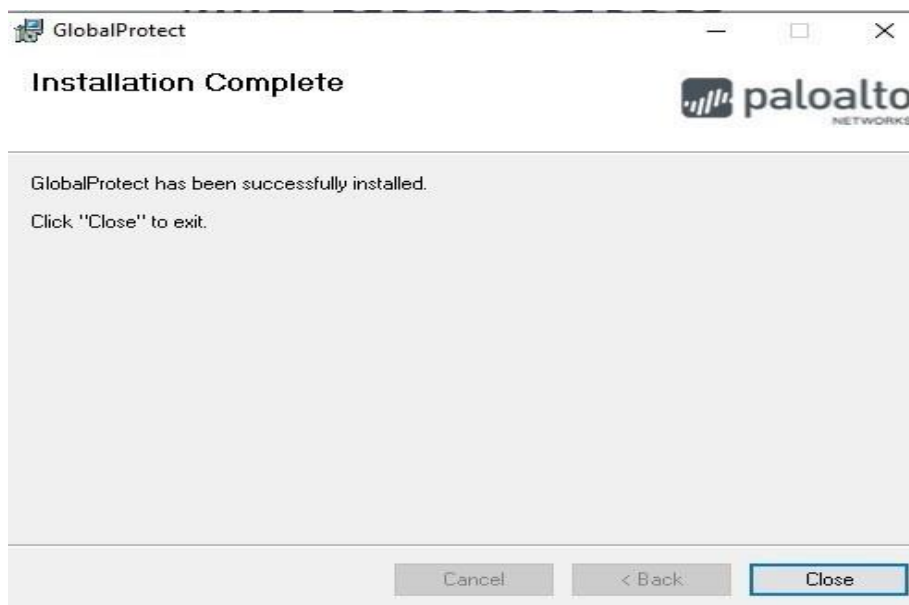 GlobalProtect
Installation Complete
paloalto
NETWORKS
GlobalProtect has been successfully installed.
Click "Close" to exit.
Cancel
< Back
Close